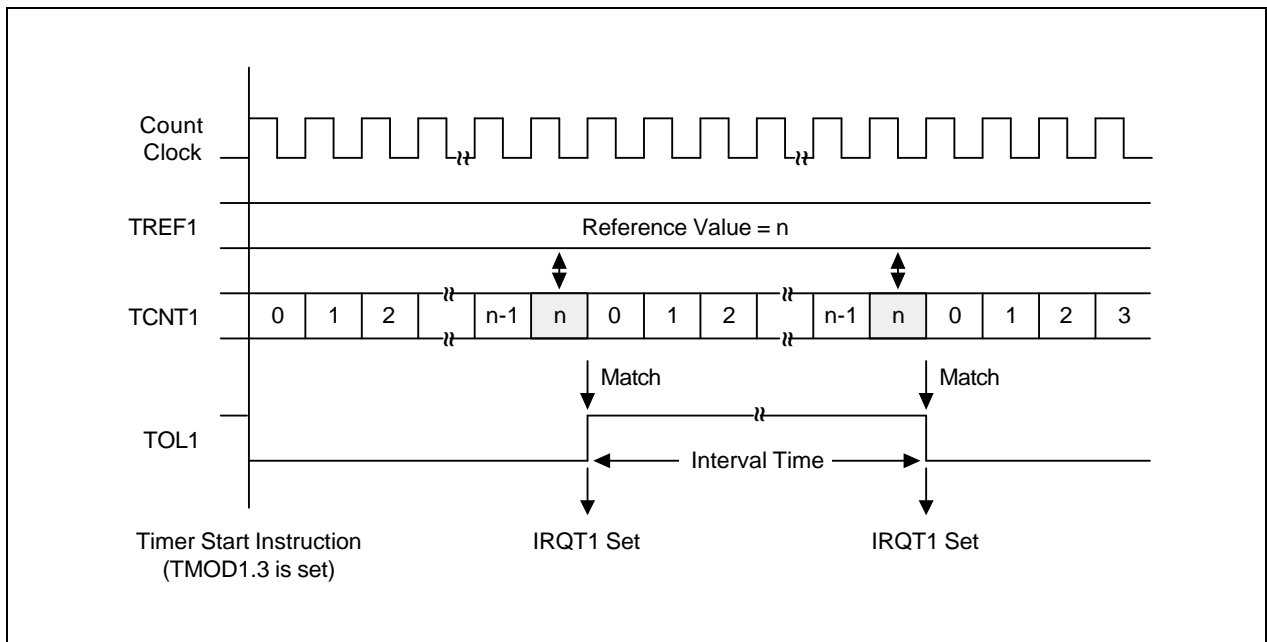 Count
Clock
TREF1
Reference Value = n
TCNT1
0 1 2 n-1 n 0 1 2 n-1 n 0 1 2 3
Match Match
TOL1
Interval Time
Timer Start Instruction
(TMOD1.3 is set)
IRQT1 Set IRQT1 Set